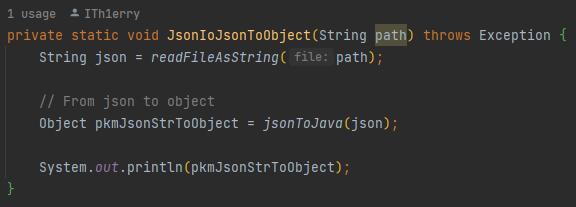 1 usage ITh1erry
private static void JsonIoJsonToObject(String path) throws Exception {
String json = readFileAsString( file: path);
// From json to object
Object pkmJsonStrToObject = jsonToJava(json);
System.out.println(pkmJsonStrToObject);
}